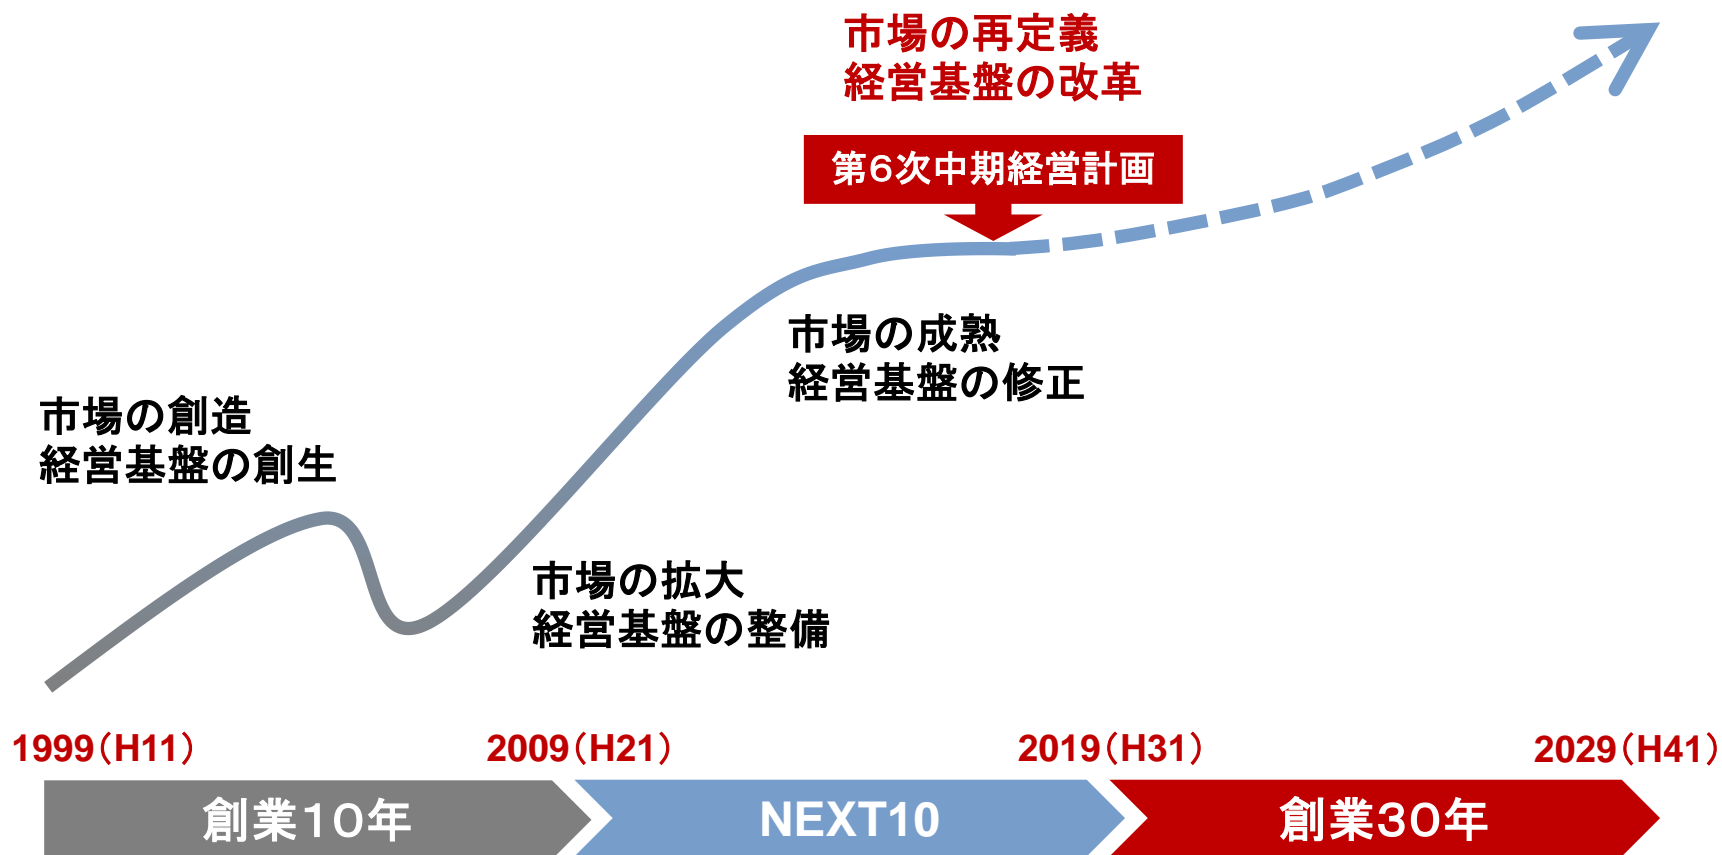 市場の再定義
経営基盤の改革
第6次中期経営計画
市場の成熟
経営基盤の修正
市場の創造
経営基盤の創生
市場の拡大
経営基盤の整備
1999（H11） 2009（H21） 2019（H31） 2029（H41）
創業10年 NEXT10 創業30年